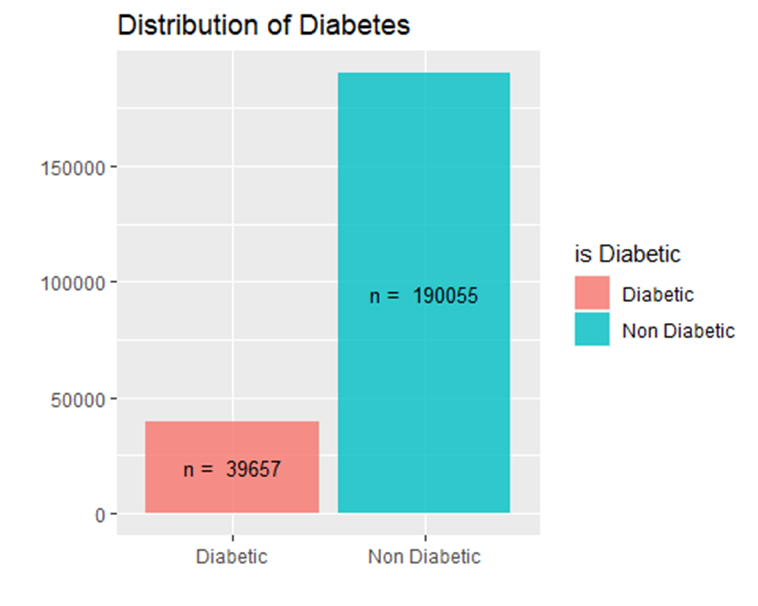 Distribution of Diabetes
150000
100000
50000
0
n = 190055
n = 39657
Diabetic
Non Diabetic
is Diabetic
Diabetic
Non Diabetic